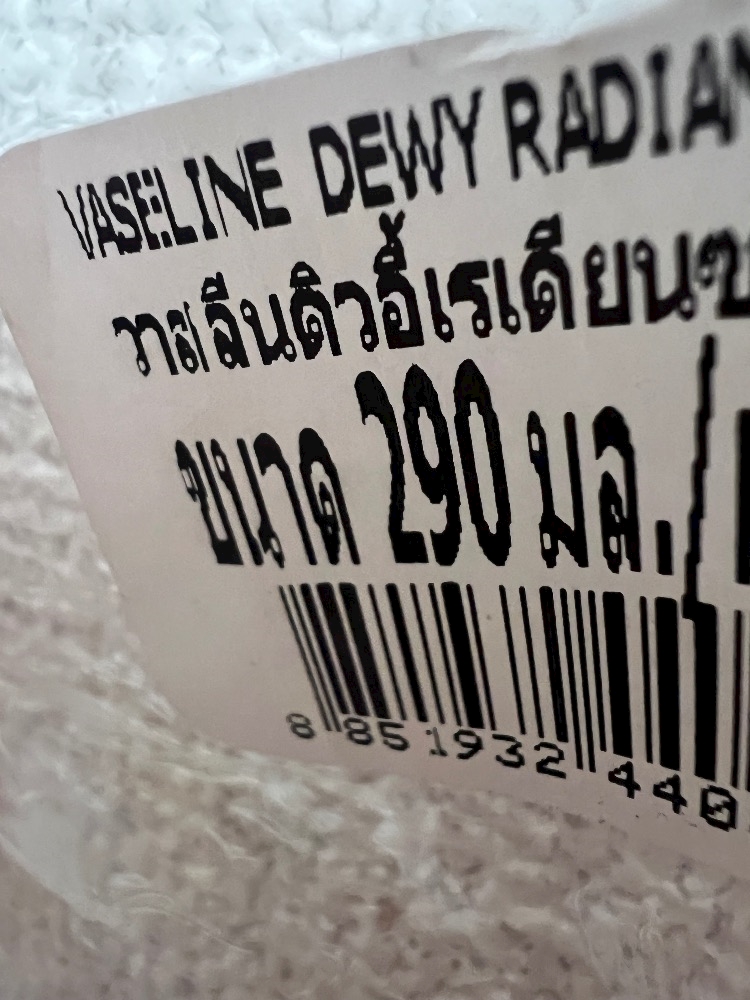 VASELINE DEWY RADIAN
วาสลีนดิวอี้เรเดียนซ
ขนาด 290 มล./
8 851932 440